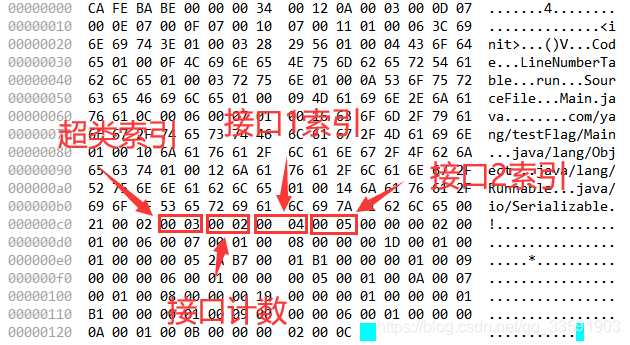 00000000 CA FE BA BE 00 00 00 34 00 12 0A 00 03 00 0D 07 .......4........
00000010 00 0E 07 00 0F 07 00 10 07 00 11 01 00 06 3C 69 ..............<i
00000020 6E 69 74 3E 01 00 03 28 29 56 01 00 04 43 6F 64 nit>...()V...Cod
00000030 65 01 00 0F 4C 69 6E 65 4E 75 6D 62 65 72 54 61 e...LineNumberTa
00000040 62 6C 65 01 00 03 72 75 6E 01 00 0A 53 6F 75 72 ble...run...Sour
00000050 63 65 46 69 6C 65 01 00 09 4D 61 69 6E 2E 6A 61 ceFile...Main.ja
00000060 76 61 0C 00 06 00 07 01 00 16 63 6F 6D 2F 79 61 va........com/ya
接口1索引
超类索引
00000070 6E 67 2F 74 65 73 74 46 6C 61 67 2F 4D 61 69 6E ng/testFlag/Main
00000080 01 00 10 6A 61 76 61 2F 6C 61 6E 67 2F 4F 62 6A ...java/lang/Obj
接口2索引
00000090 65 63 74 01 00 12 6A 61 76 61 2F 6C 61 6E 67 2F ect...java/lang/
000000a0 52 75 6E 6E 61 62 6C 65 01 00 14 6A 61 76 61 2F Runnable...java/
000000b0 69 6F 2F 53 65 72 69 61 6C 69 7A 61 62 6C 65 00 io/Serializable.
000000c0 21 00 02 00 03 00 02 00 04 00 05 00 00 00 02 00 !...............
000000d0 01 00 06 00 07 00 01 00 08 00 00 00 1D 00 01 00 ................
000000e0 01 00 00 00 05 2A B7 00 01 B1 00 00 00 01 00 09 .....*..........
000000f0 00 00 00 06 00 01 00 00 00 05 00 01 00 0A 00 07 ................
00000100 00 01 00 08 00 00 00 19 00 00 00 01 00 00 00 01 ................
接口计数
00000110 B1 00 00 00 01 00 09 00 00 00 06 00 01 00 00 00 ................
00000120 0A 00 01 00 0B 00 00 00 02 00 0C ...........